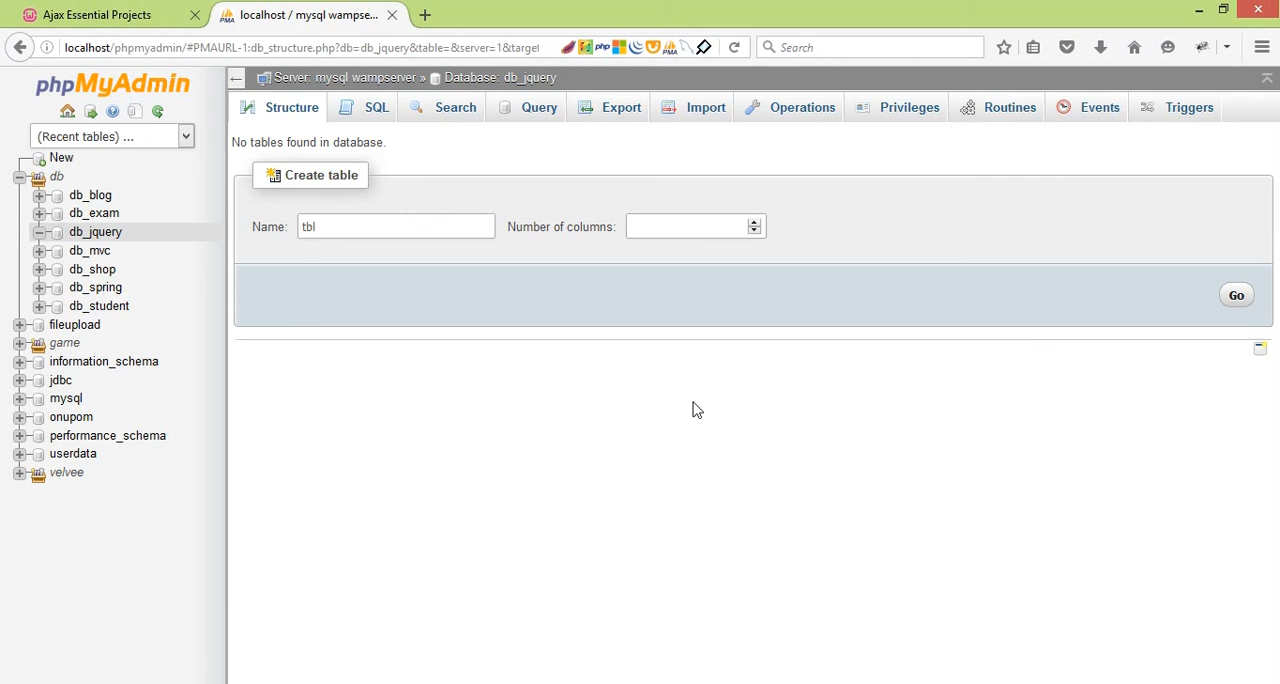 Ajax Essential Projects
localhost / mysql wampse...
localhost/phpmyadmin/#PMAURL-1:db_structure.php?db=db_jquery&table=&server=1&target
php
PMA
Search
phpMyAdmin
Server: mysql wampserver » Database: db_jquery
Structure
SQL
Search
Query
Export
Import
Operations
Privileges
Routines
Events
Triggers
(Recent tables) ...
No tables found in database.
New
db
db_blog
db_exam
db_jquery
db_mvc
db_shop
db_spring
db_student
fileupload
game
information_schema
jdbc
mysql
onupom
performance_schema
userdata
velvee
Create table
Name: tbl Number of columns:
Go